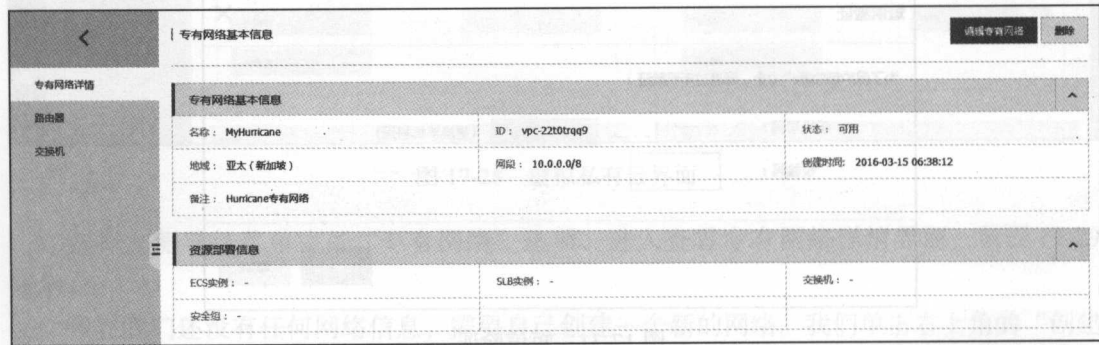 专有网络基本信息
编辑专有网络 删除
专有网络详情
路由器
交换机
专有网络基本信息
名称: MyHurricane ID: vpc-22t0trqq9 状态: 可用
地域: 亚太(新加坡) 网段: 10.0.0.0/8 创建时间: 2016-03-15 06:38:12
备注: Hurricane专有网络
资源部署信息
ECS实例: - SLB实例: - 交换机: -
安全组: -